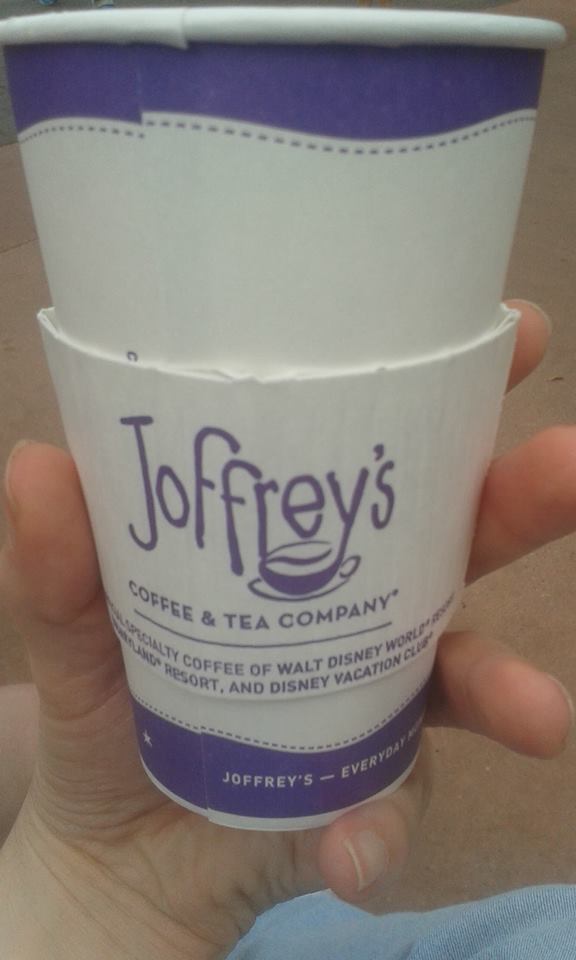 Joffrey's
COFFEE & TEA COMPANY®
SPECIALTY COFFEE OF WALT DISNEY WORLD®
RESORT, AND DISNEY VACATION CLUB®
JOFFREY'S — EVERYDAY